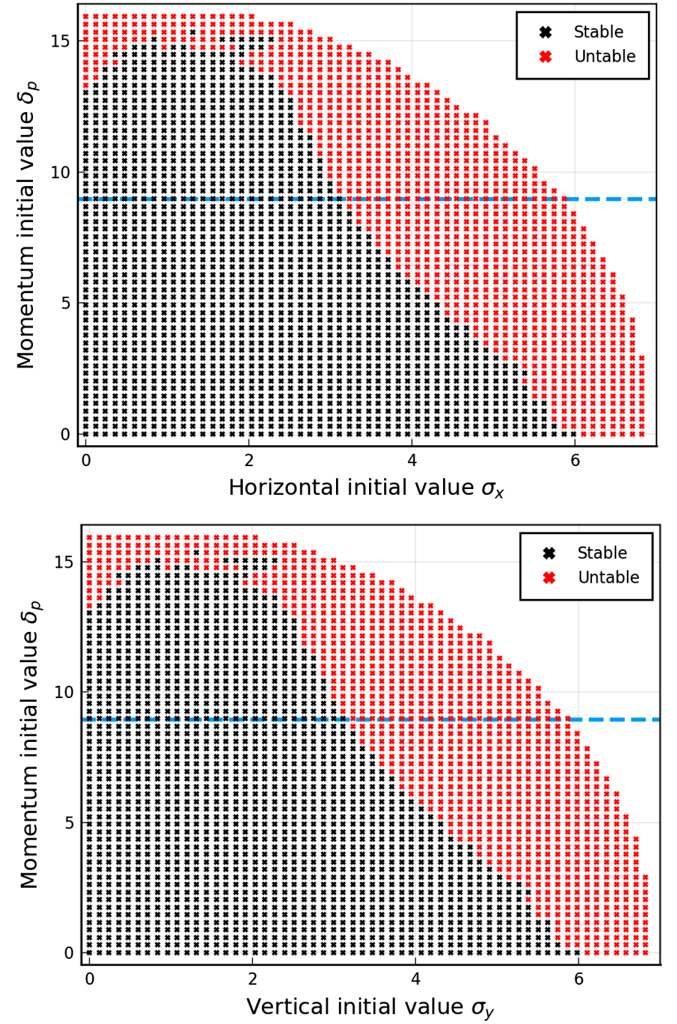 Momentum initial value δp
15
10
5
0
0
2
4
6
Stable
Untable
Horizontal initial value σx
Momentum initial value δp
15
10
5
0
0
2
4
6
Stable
Untable
Vertical initial value σy